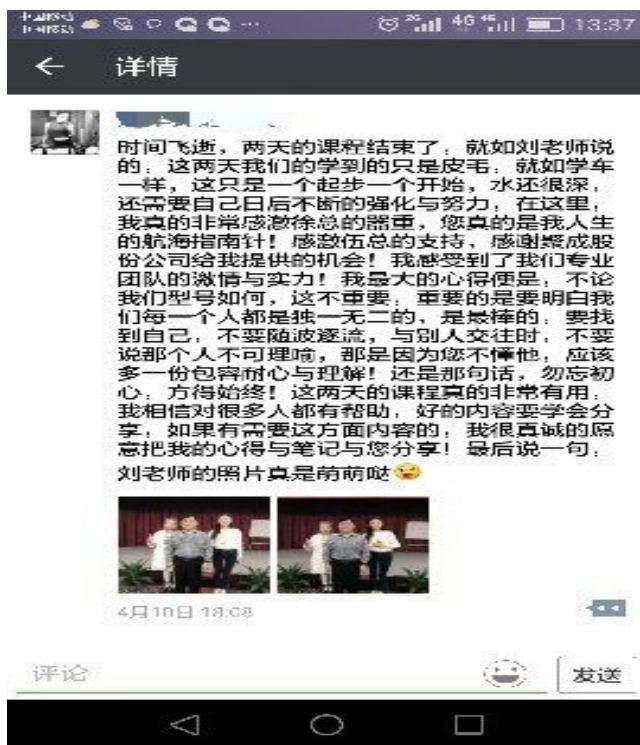 中国移动
中国移动
2G 4G 4G 13:37
详情
时间飞逝，两天的课程结束了，就如刘老师说
的，这两天我们的学到的只是皮毛，就如学车
一样，这只是一个起步一个开始，水还很深，
还需要自己日后不断的强化与努力，在这里，
我真的非常感激徐总的器重，您真的是我人生
的航海指南针！感激伍总的支持，感谢聚成股
份公司给我提供的机会！我感受到了我们专业
团队的激情与实力！我最大的心得便是，不论
我们型号如何，这不重要，重要的是要明白我
们每一个人都是独一无二的，是最棒的，要找
到自己，不要随波逐流，与别人交往时，不要
说那个人不可理喻，那是因为您不懂他，应该
多一份包容耐心与理解！还是那句话，勿忘初
心，方得始终！这两天的课程真的非常有用，
我相信对很多人都有帮助，好的内容要学会分
享，如果有需要这方面内容的，我很真诚的愿
意把我的心得与笔记与您分享！最后说一句，
刘老师的照片真是萌萌哒
4月10日 18:08
评论
发送